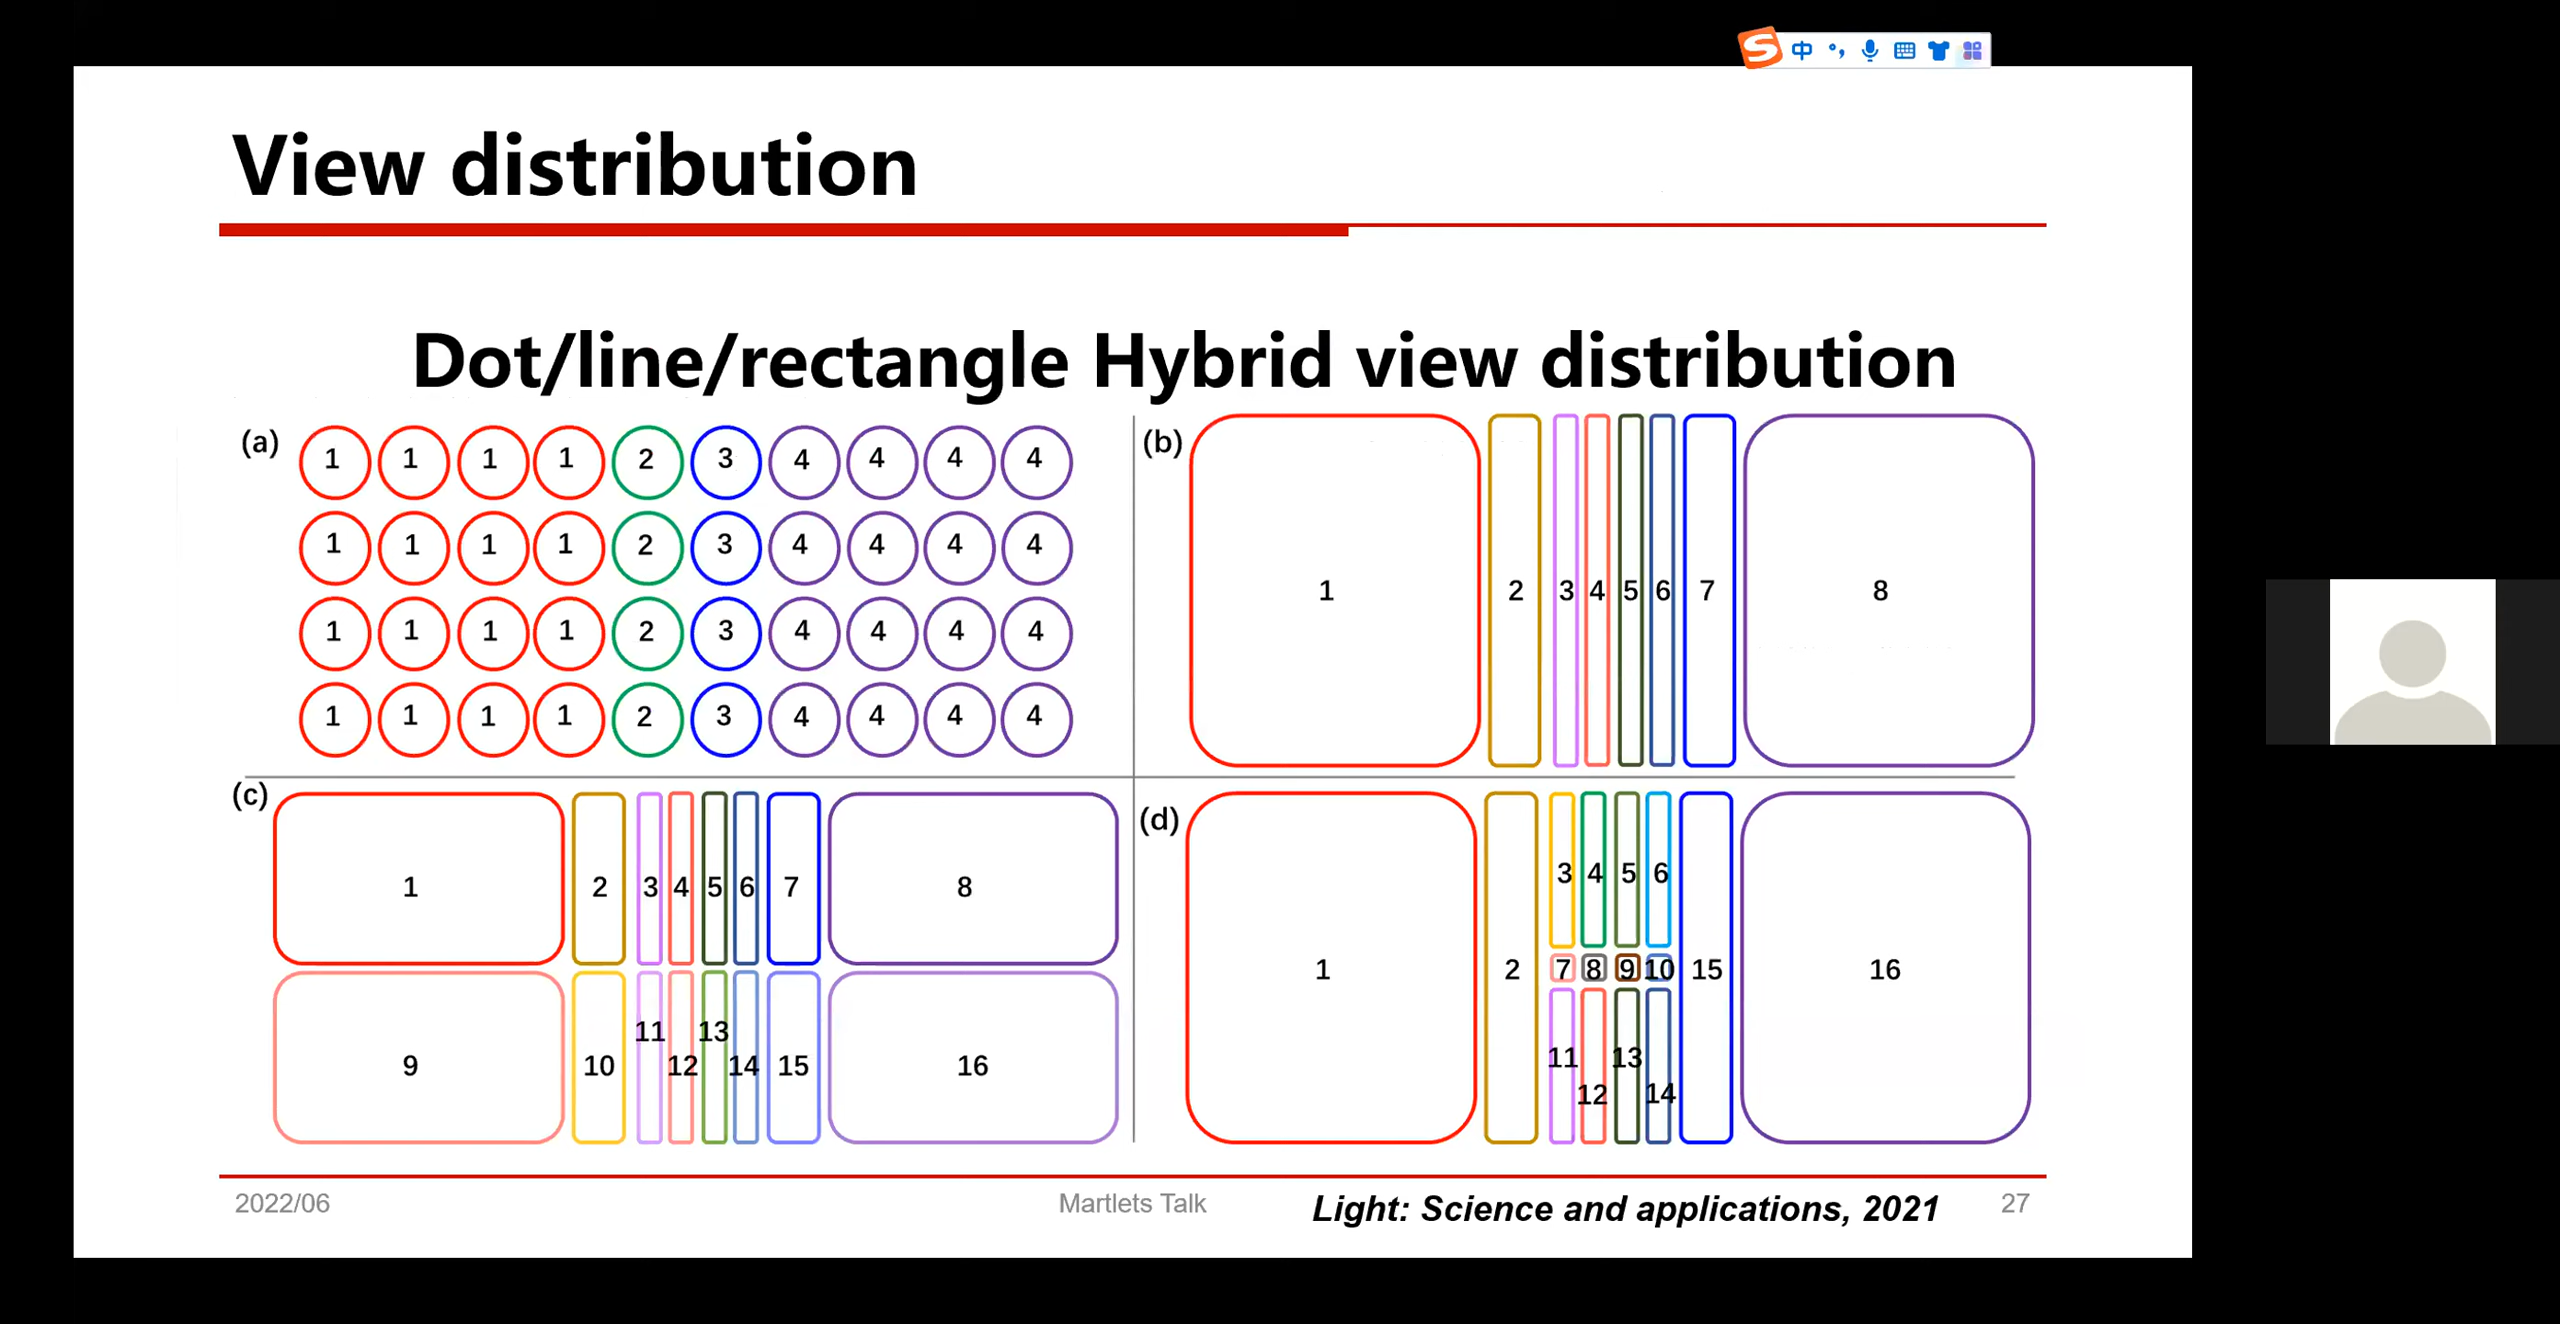 中
View distribution
Dot/line/rectangle Hybrid view distribution
(a)
1 1 1 1 2 3 4 4 4 4
1 1 1 1 2 3 4 4 4 4
1 1 1 1 2 3 4 4 4 4
1 1 1 1 2 3 4 4 4 4
(b)
1 2 3 4 5 6 7 8
(c)
1 2 3 4 5 6 7 8
9 10 11 12 13 14 15 16
(d)
3 4 5 6
1 2 7 8 9 10 15 16
11 12 13 14
2022/06
Martlets Talk
Light: Science and applications, 2021
27